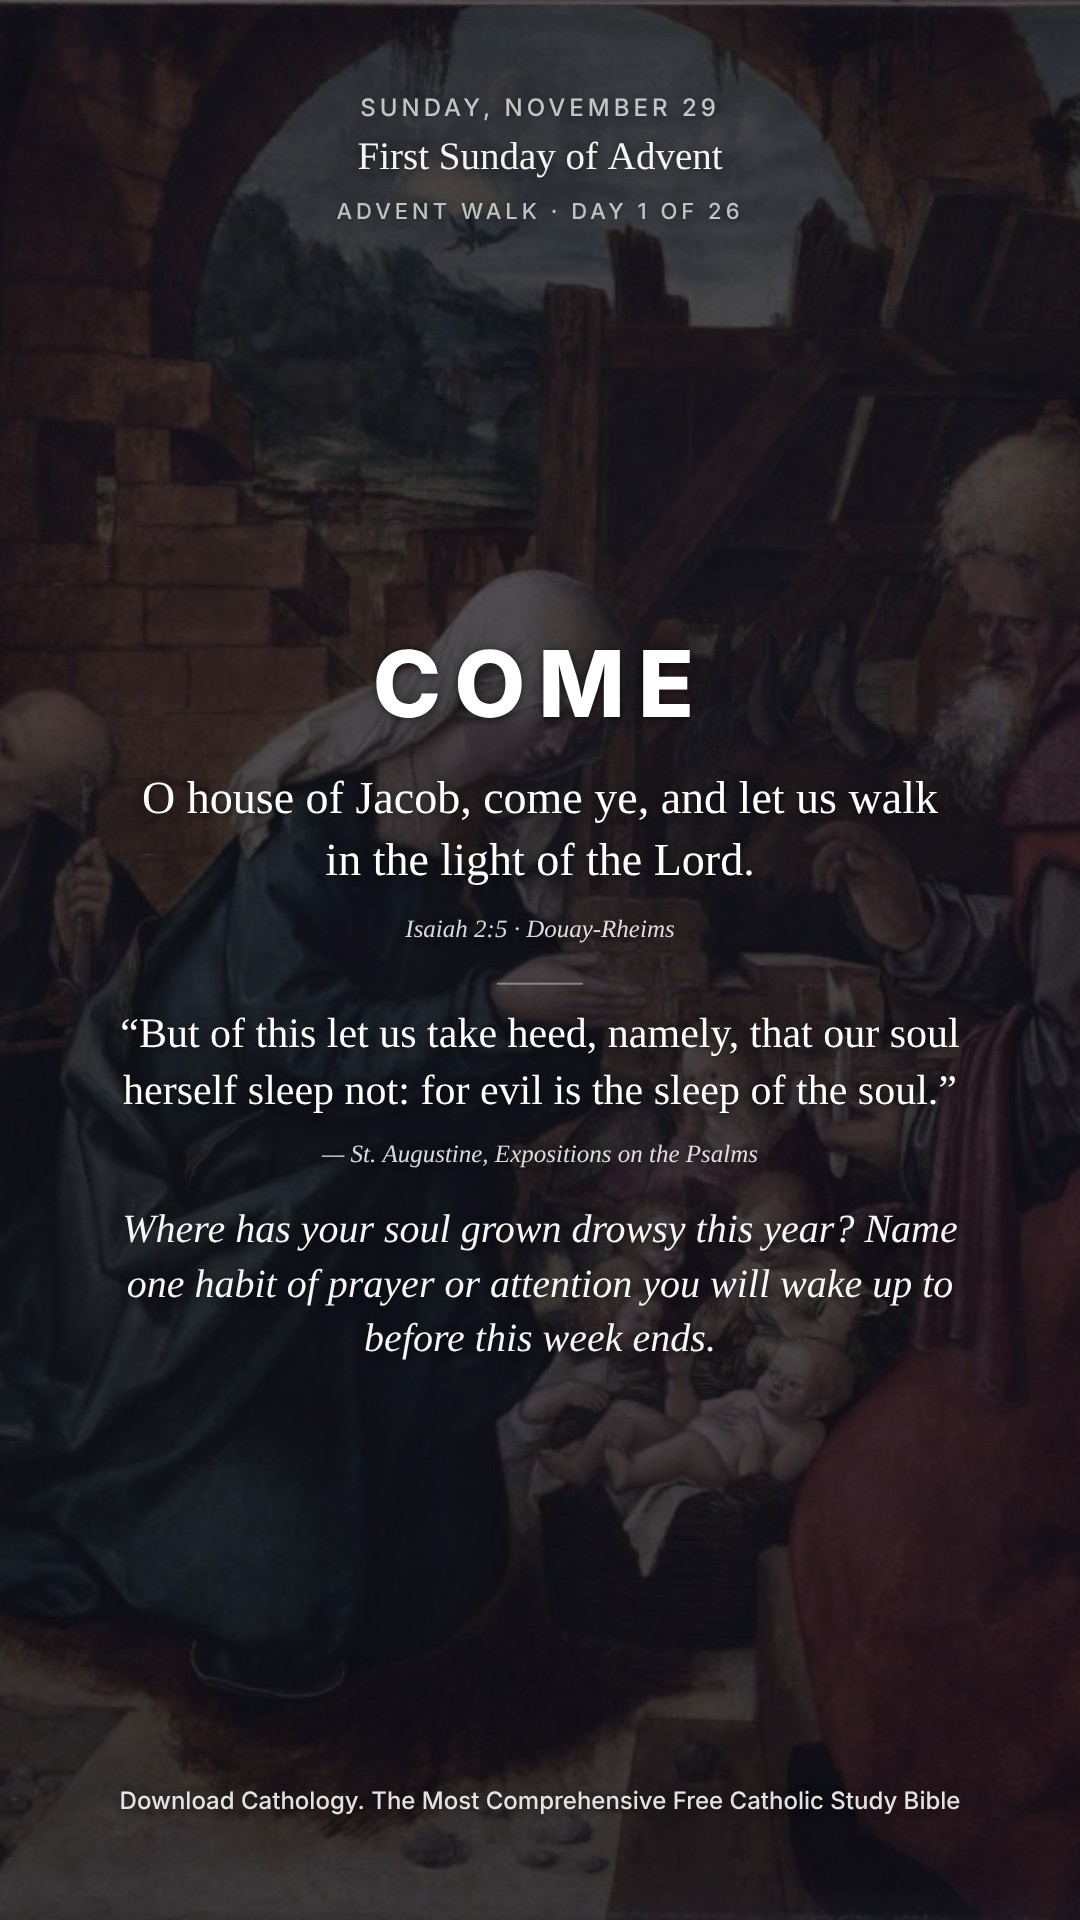 SUNDAY, NOVEMBER 29
First Sunday of Advent
ADVENT WALK · DAY 1 OF 26
COME
O house of Jacob, come ye, and let us walk
in the light of the Lord.
Isaiah 2:5 · Douay-Rheims
“But of this let us take heed, namely, that our soul
herself sleep not: for evil is the sleep of the soul.”
— St. Augustine, Expositions on the Psalms
Where has your soul grown drowsy this year? Name
one habit of prayer or attention you will wake up to
before this week ends.
Download Cathology. The Most Comprehensive Free Catholic Study Bible